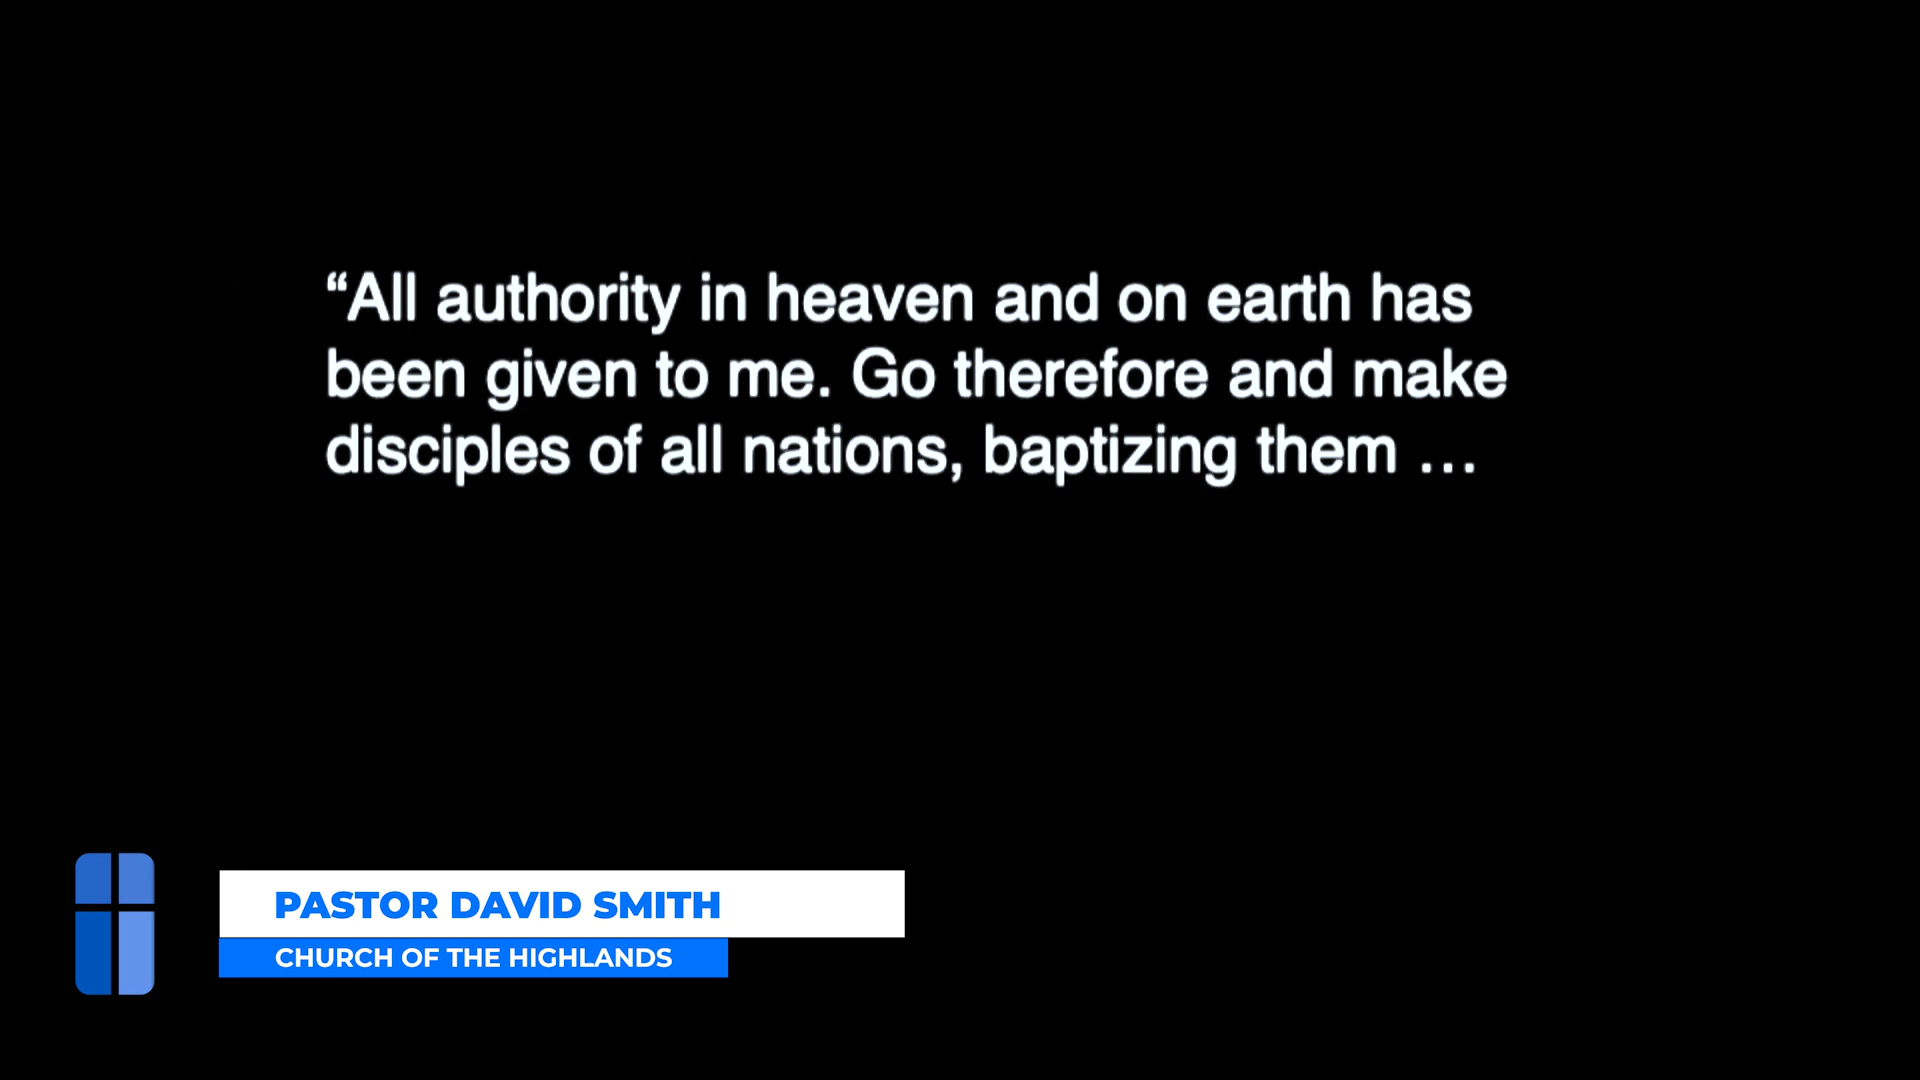 “All authority in heaven and on earth has
been given to me. Go therefore and make
disciples of all nations, baptizing them …
PASTOR DAVID SMITH
CHURCH OF THE HIGHLANDS